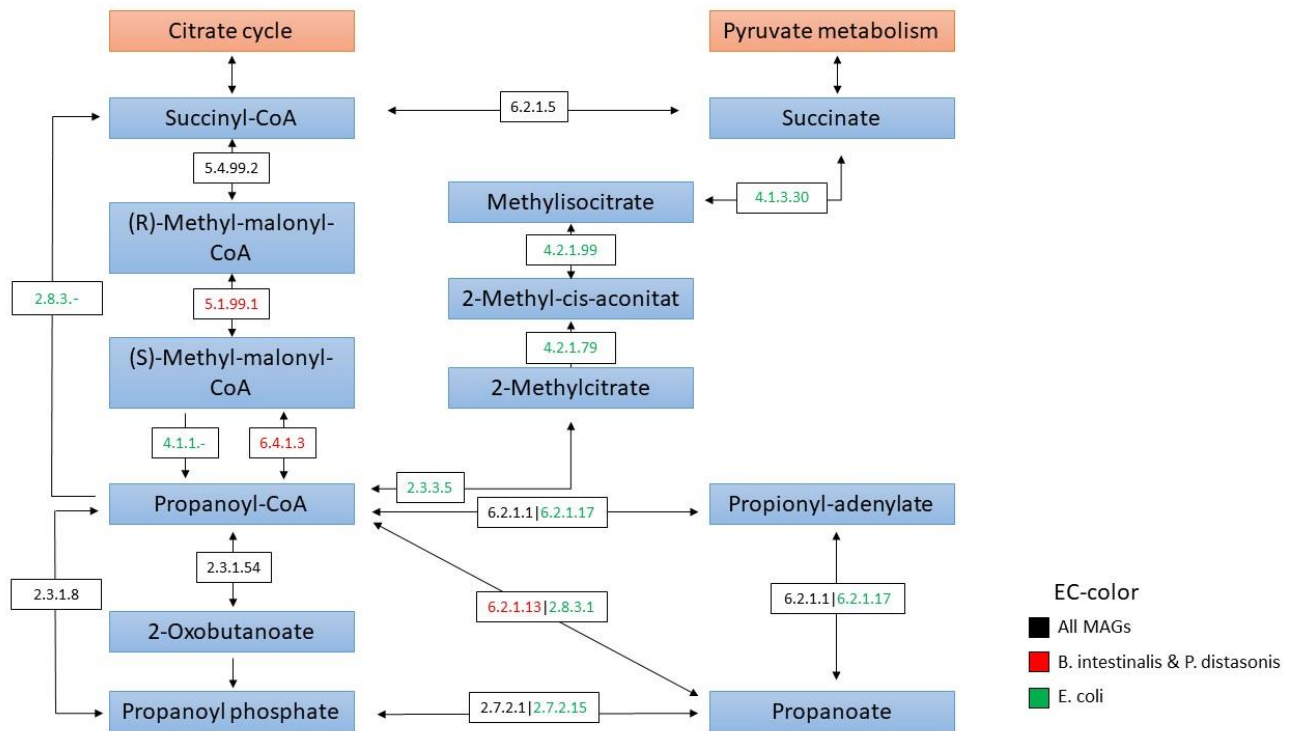 Citrate cycle
Pyruvate metabolism
Succinyl-CoA
6.2.1.5
Succinate
5.4.99.2
(R)-Methyl-malonyl-
CoA
Methylisocitrate
4.1.3.30
4.2.1.99
2.8.3.-
5.1.99.1
2-Methyl-cis-aconitat
4.2.1.79
(S)-Methyl-malonyl-
CoA
2-Methylcitrate
4.1.1.-
6.4.1.3
2.3.3.5
Propanoyl-CoA
6.2.1.1|6.2.1.17
Propionyl-adenylate
2.3.1.54
2.3.1.8
6.2.1.13|2.8.3.1
6.2.1.1|6.2.1.17
2-Oxobutanoate
Propanoyl phosphate
2.7.2.1|2.7.2.15
Propanoate
EC-color
All MAGs
B. intestinalis & P. distasonis
E. coli